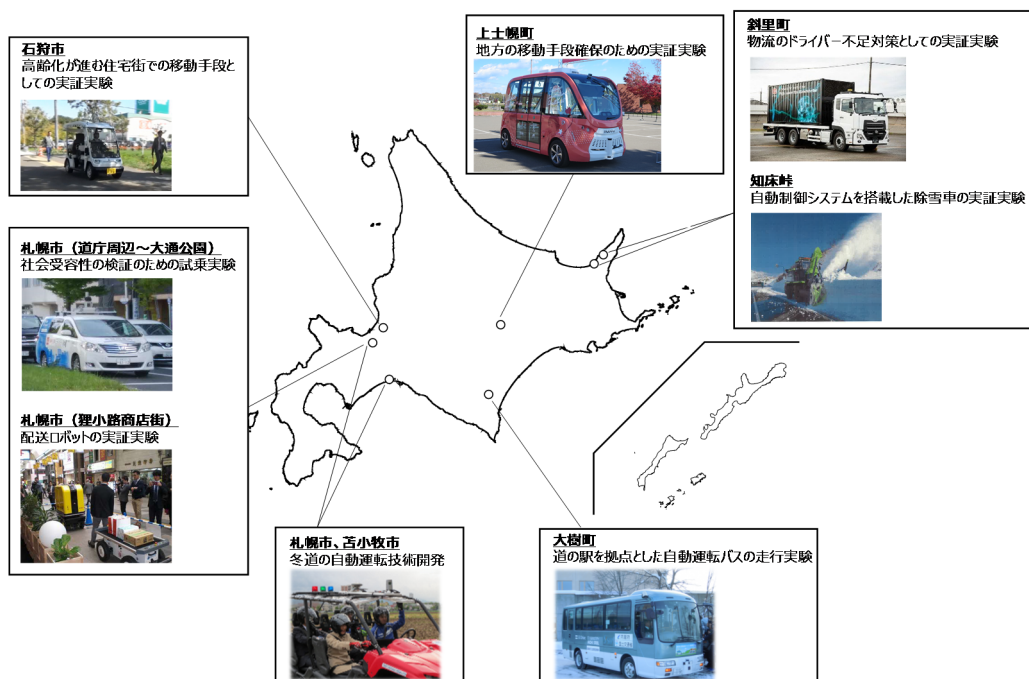 石狩市
高齢化が進む住宅街での移動手段と
しての実証実験
上士幌町
地方の移動手段確保のための実証実験
斜里町
物流のドライバー不足対策としての実証実験
知床峠
自動制御システムを搭載した除雪車の実証実験
札幌市（道庁周辺～大通公園）
社会受容性の検証のための試乗実験
札幌市（狸小路商店街）
配送ロボットの実証実験
札幌市、苫小牧市
冬道の自動運転技術開発
大樹町
道の駅を拠点とした自動運転バスの走行実験